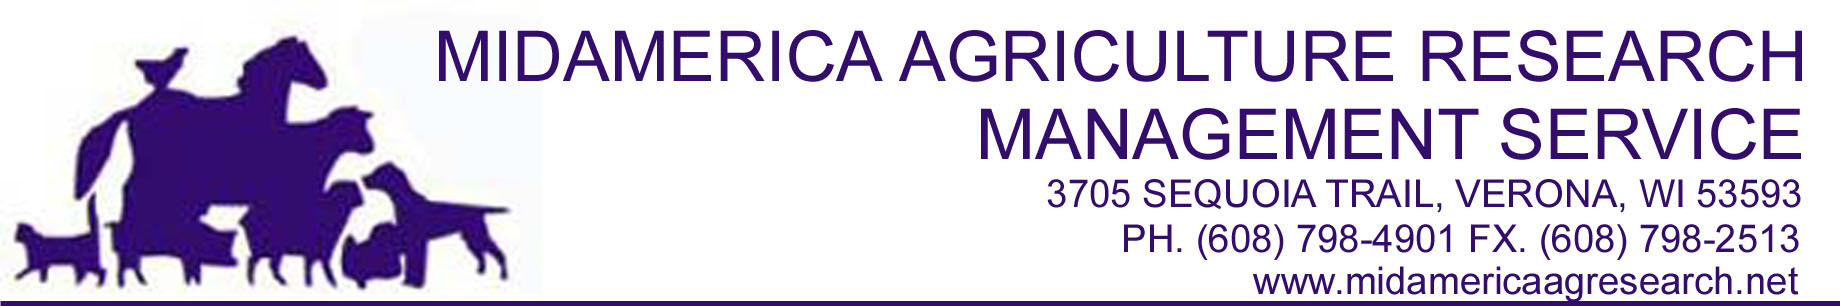 MIDAMERICA AGRICULTURE RESEARCH
MANAGEMENT SERVICE
3705 SEQUOIA TRAIL, VERONA, WI 53593
PH. (608) 798-4901 FX. (608) 798-2513
www.midamericaagresearch.net